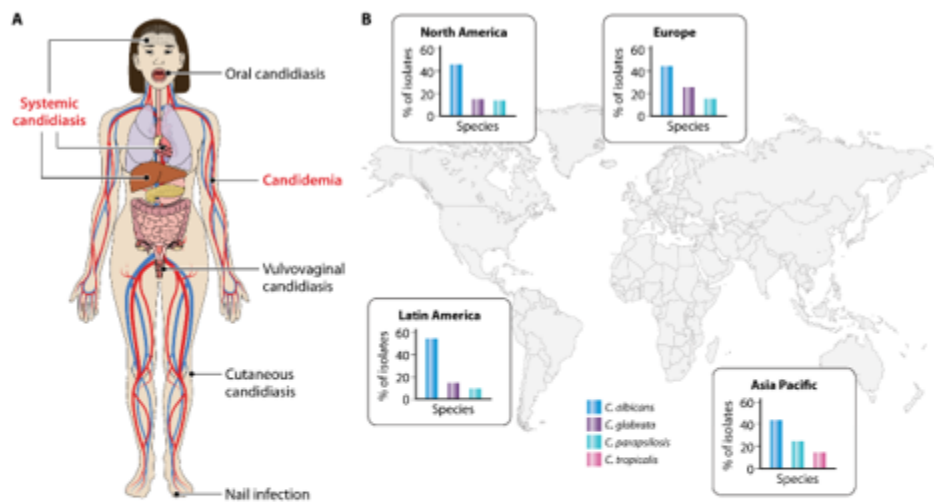 A
Oral candidiasis
Systemic
candidiasis
Candidemia
Vulvovaginal
candidiasis
Cutaneous
candidiasis
Nail infection
B
North America
% of isolates
60
40
20
0
Species
Europe
% of isolates
60
40
20
0
Species
Latin America
% of isolates
60
40
20
0
Species
C. albicans
C. glabrata
C. parapsilosis
C. tropicalis
Asia Pacific
% of isolates
60
40
20
0
Species